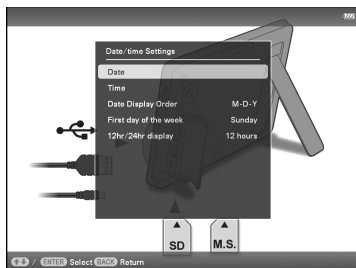 Date/time Settings
Date
Time
Date Display Order M-D-Y
First day of the week Sunday
12hr/24hr display 12 hours
SD M.S.
/ ENTER Select BACK Return